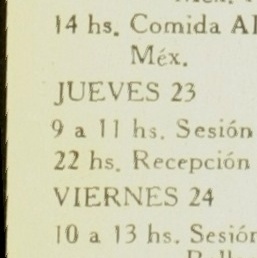 14 hs. Comida
Méx.
JUEVES 23
9 a 11 hs. Sesión
22 hs. Recepción
VIERNES 24
10 a 13 hs. Sesión